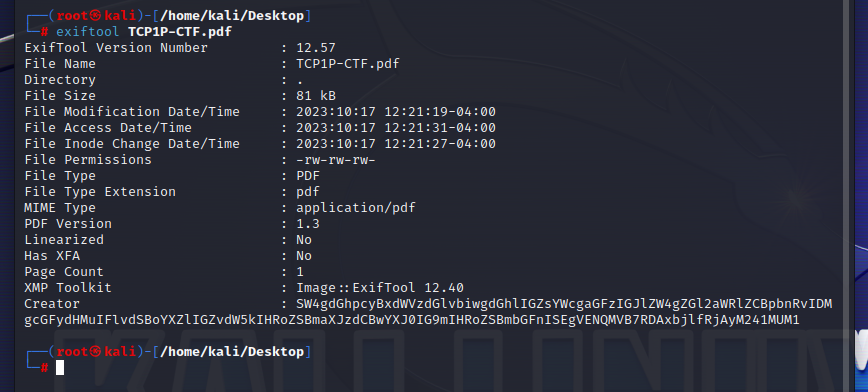 ┌──(root㉿kali)-[/home/kali/Desktop]
└─# exiftool TCP1P-CTF.pdf
ExifTool Version Number         : 12.57
File Name                       : TCP1P-CTF.pdf
Directory                       : .
File Size                       : 81 kB
File Modification Date/Time     : 2023:10:17 12:21:19-04:00
File Access Date/Time           : 2023:10:17 12:21:31-04:00
File Inode Change Date/Time     : 2023:10:17 12:21:27-04:00
File Permissions                : -rw-rw-rw-
File Type                       : PDF
File Type Extension             : pdf
MIME Type                       : application/pdf
PDF Version                     : 1.3
Linearized                      : No
Has XFA                         : No
Page Count                      : 1
XMP Toolkit                     : Image::ExifTool 12.40
Creator                         : SW4gdGhpcyBxdWVzdGlvbiwgdGhlIGZsYWcgaGFzIGJlZW4gZGl2aWRlZCBpbnRvIDM
gcGFydHMuIFlvdSBoYXZlIGZvdW5kIHRoZSBmaXJzdCBwYXJ0IG9mIHRoZSBmbGFnISEgVENQMVB7RDAxbjlfRjAyM241MUM1
┌──(root㉿kali)-[/home/kali/Desktop]
└─#